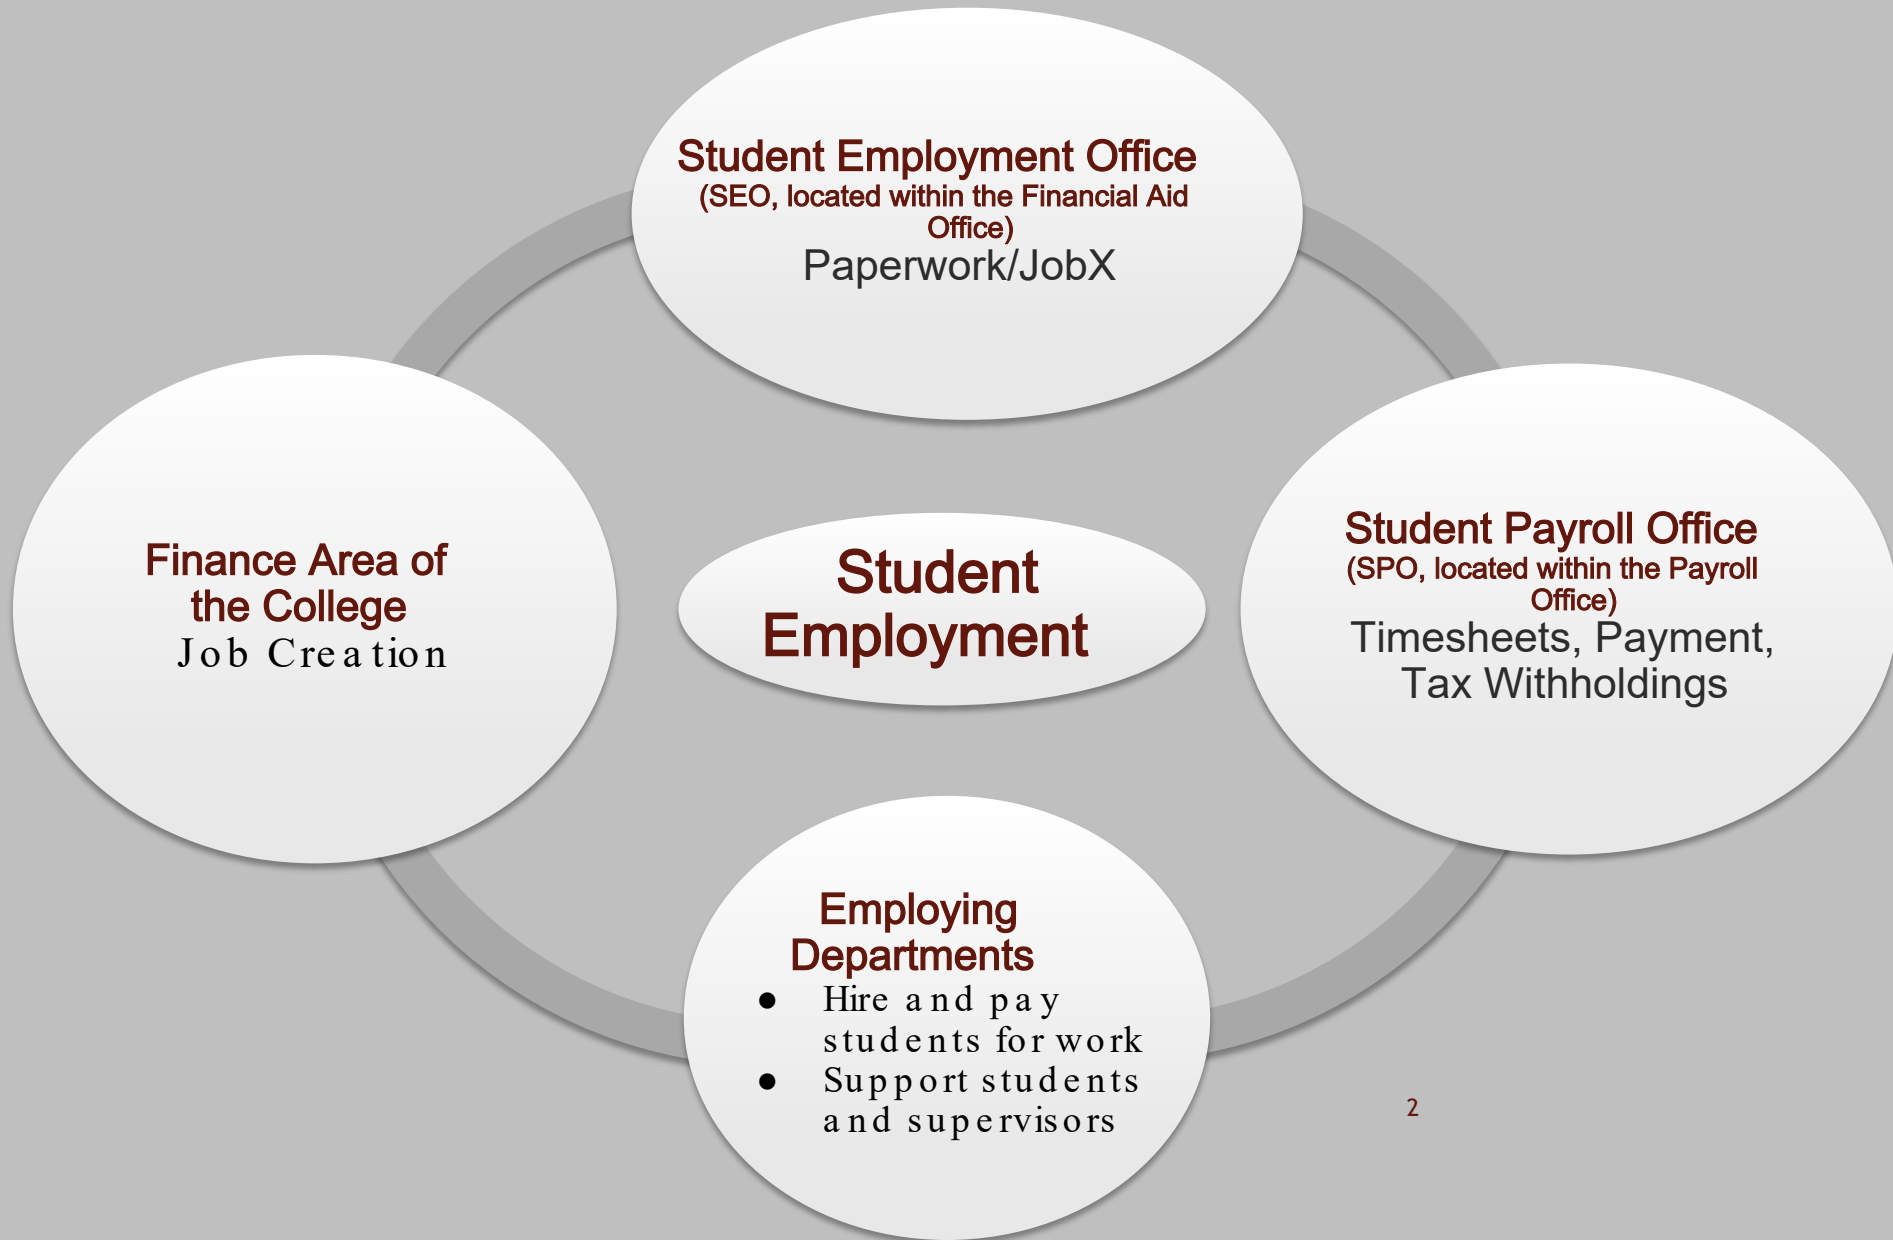 Student Employment Office
(SEO, located within the Financial Aid
Office)
Paperwork/JobX
Finance Area of
the College
Job Creation
Student
Employment
Student Payroll Office
(SPO, located within the Payroll
Office)
Timesheets, Payment,
Tax Withholdings
Employing
Departments
● Hire and pay
students for work
● Support students
and supervisors
2